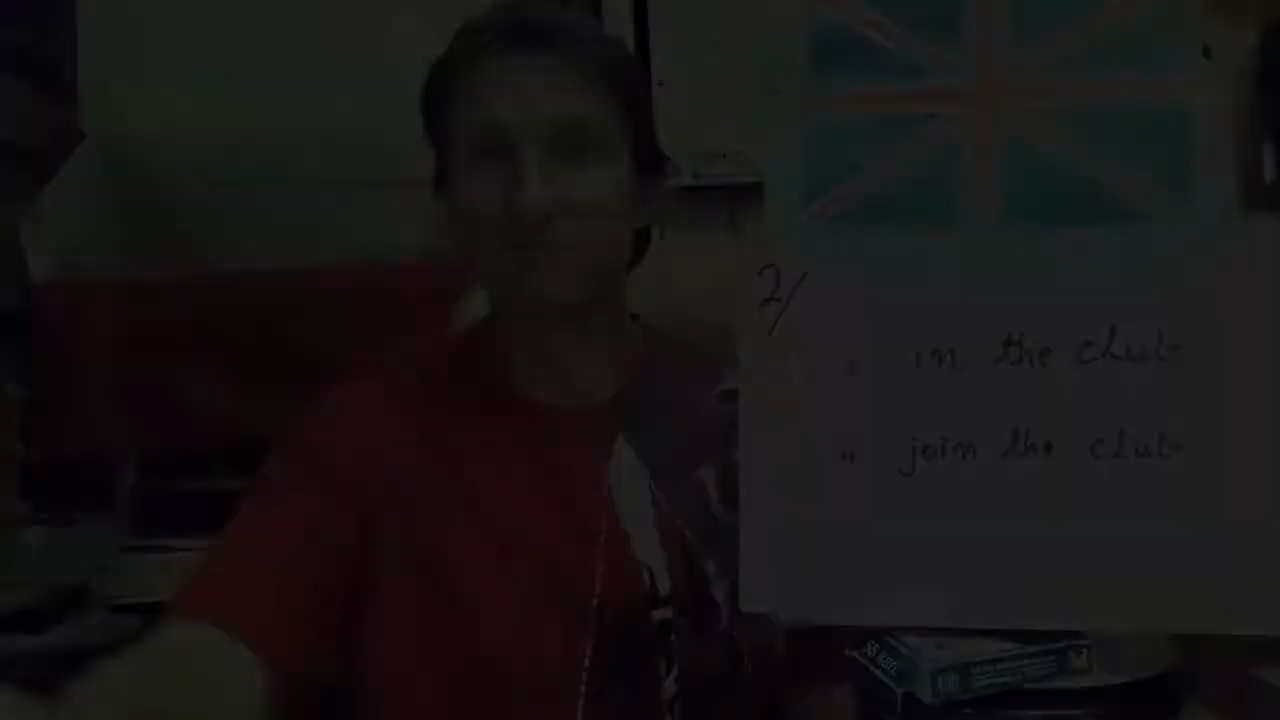 2/
. in the club
" join the club